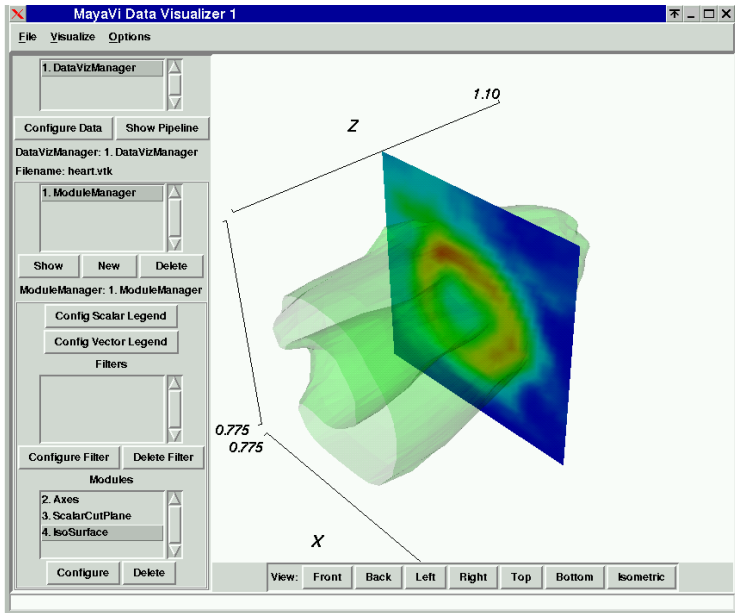 MayaVi Data Visualizer 1
File Visualize Options
1. DataVizManager
Configure Data Show Pipeline
DataVizManager: 1. DataVizManager
Filename: heart.vtk
1. ModuleManager
Show New Delete
ModuleManager: 1. ModuleManager
Config Scalar Legend
Config Vector Legend
Filters
Configure Filter Delete Filter
Modules
2. Axes
3. ScalarCutPlane
4. IsoSurface
Configure Delete
1.10
Z
0.775
0.775
X
View: Front Back Left Right Top Bottom Isometric